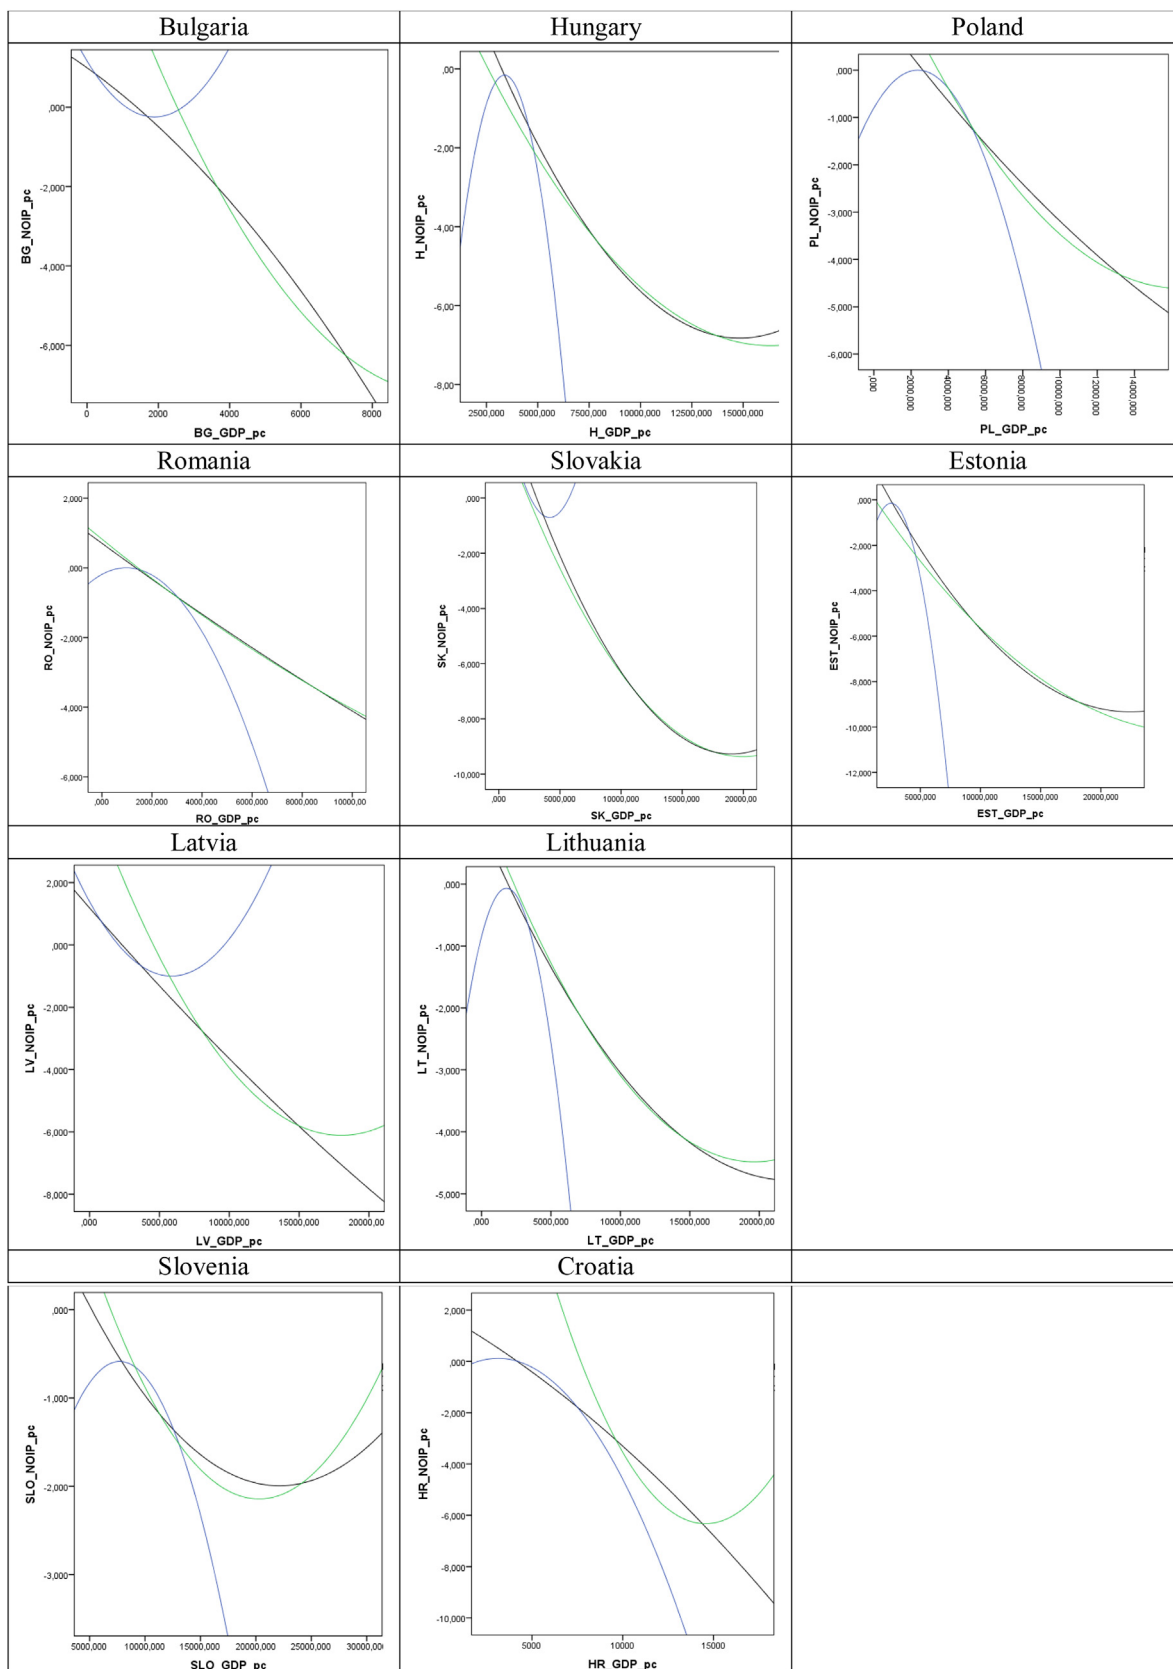 Bulgaria
Hungary
Poland
BG_NOIP_pc
,000
-2,000
-4,000
-6,000
0 2000 4000 6000 8000
BG_GDP_pc
H_NOIP_pc
,00
-2,00
-4,00
-6,00
-8,00
2500,000 5000,000 7500,000 10000,000 12500,000 15000,000
H_GDP_pc
PL_NOIP_pc
,000
-1,000
-2,000
-3,000
-4,000
-5,000
-6,000
,000 2000,000 4000,000 6000,000 8000,000 10000,000 12000,000 14000,000
PL_GDP_pc
Romania
Slovakia
Estonia
RO_NOIP_pc
2,000
,000
-2,000
-4,000
-6,000
,000 2000,000 4000,000 6000,000 8000,000 10000,000
RO_GDP_pc
SK_NOIP_pc
,000
-2,000
-4,000
-6,000
-8,000
-10,000
,000 5000,000 10000,000 15000,000 20000,000
SK_GDP_pc
EST_NOIP_pc
,000
-2,000
-4,000
-6,000
-8,000
-10,000
-12,000
5000,000 10000,000 15000,000 20000,000
EST_GDP_pc
Latvia
Lithuania
LV_NOIP_pc
2,000
,000
-2,000
-4,000
-6,000
-8,000
,000 5000,000 10000,000 15000,000 20000,00
LV_GDP_pc
LT_NOIP_pc
,000
-1,000
-2,000
-3,000
-4,000
-5,000
,000 5000,000 10000,000 15000,000 20000,00
LT_GDP_pc
Slovenia
Croatia
SLO_NOIP_pc
,000
-1,000
-2,000
-3,000
5000,000 10000,000 15000,000 20000,000 25000,000 30000,000
SLO_GDP_pc
HR_NOIP_pc
2,000
,000
-2,000
-4,000
-6,000
-8,000
-10,000
5000 10000 15000
HR_GDP_pc